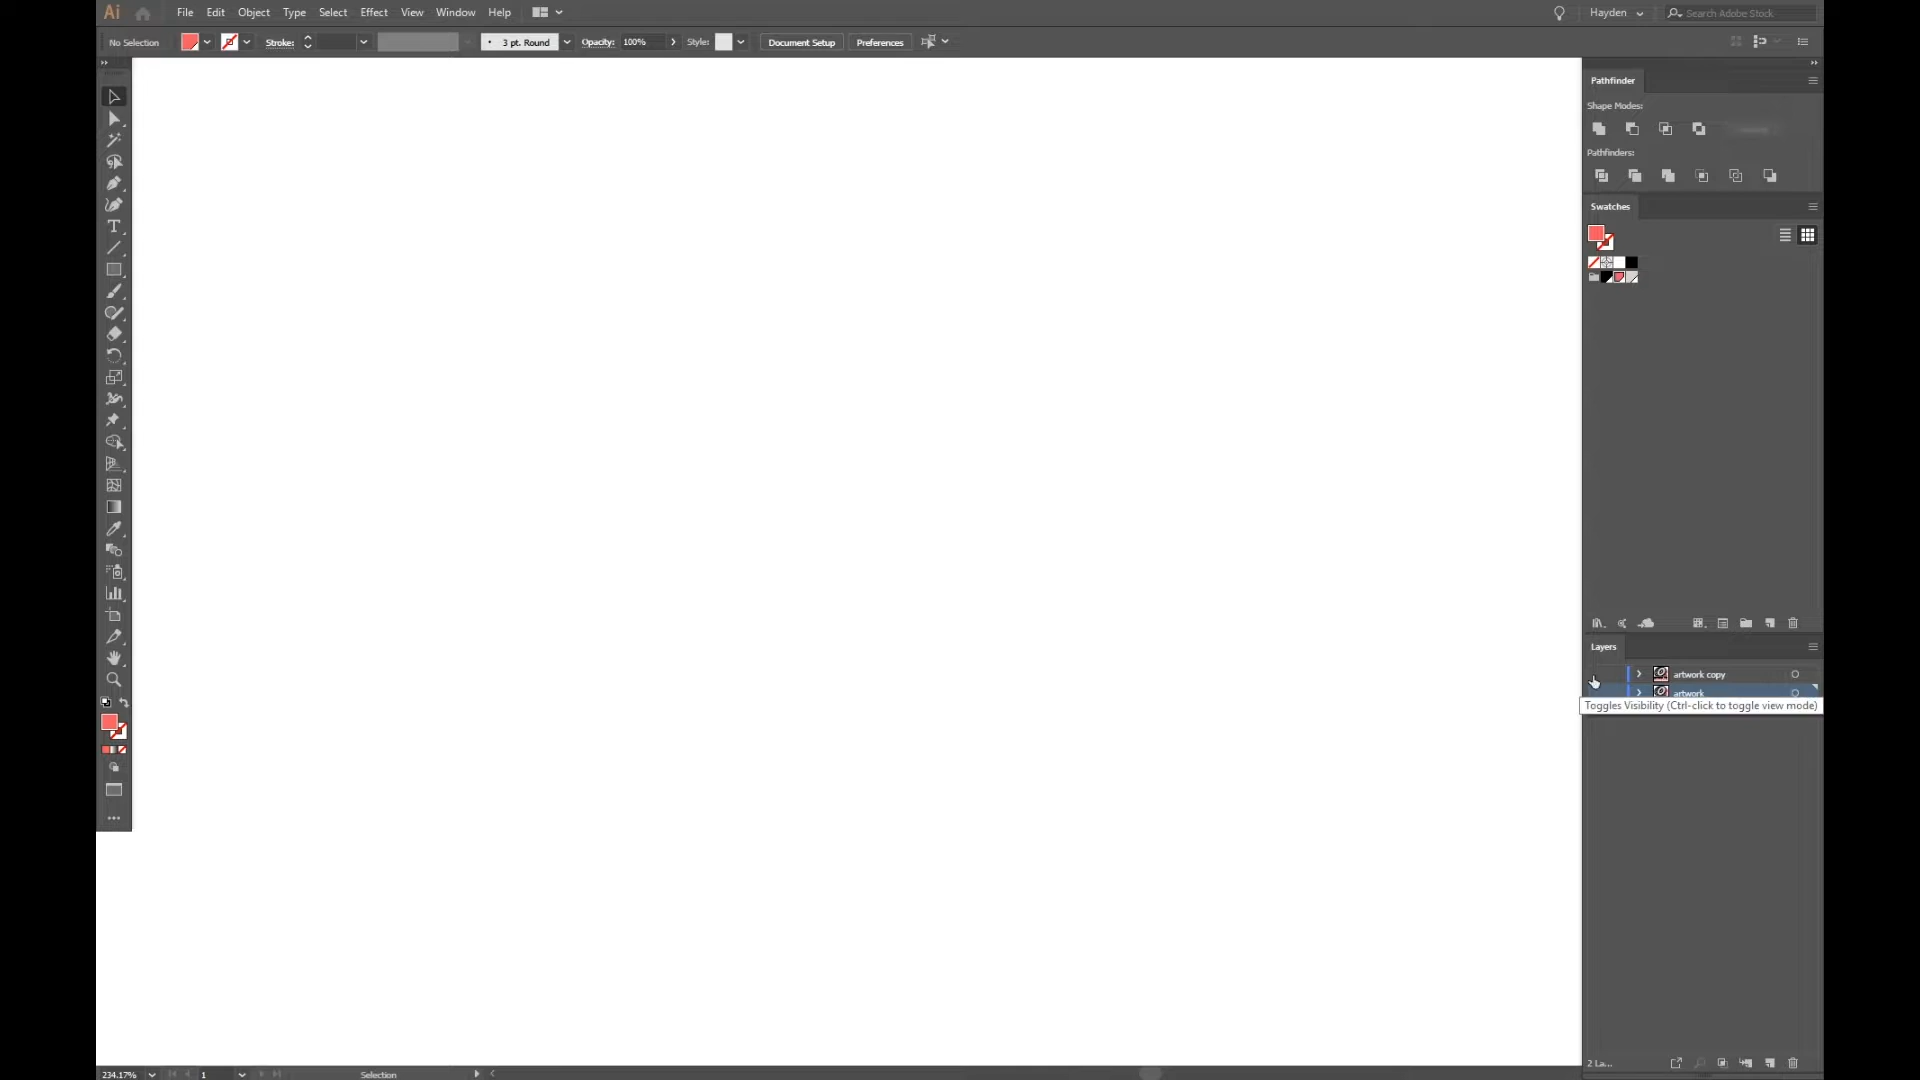 Ai File Edit Object Type Select Effect View Window Help Hayden Search Adobe Stock
No Selection Stroke: 3 pt. Round Opacity: 100% Style: Document Setup Preferences
Pathfinder
Shape Modes:
Pathfinders:
Swatches
Layers
artwork copy
artwork
Toggles Visibility (Ctrl-click to toggle view mode)
2 La...
234.17% 1 Selection